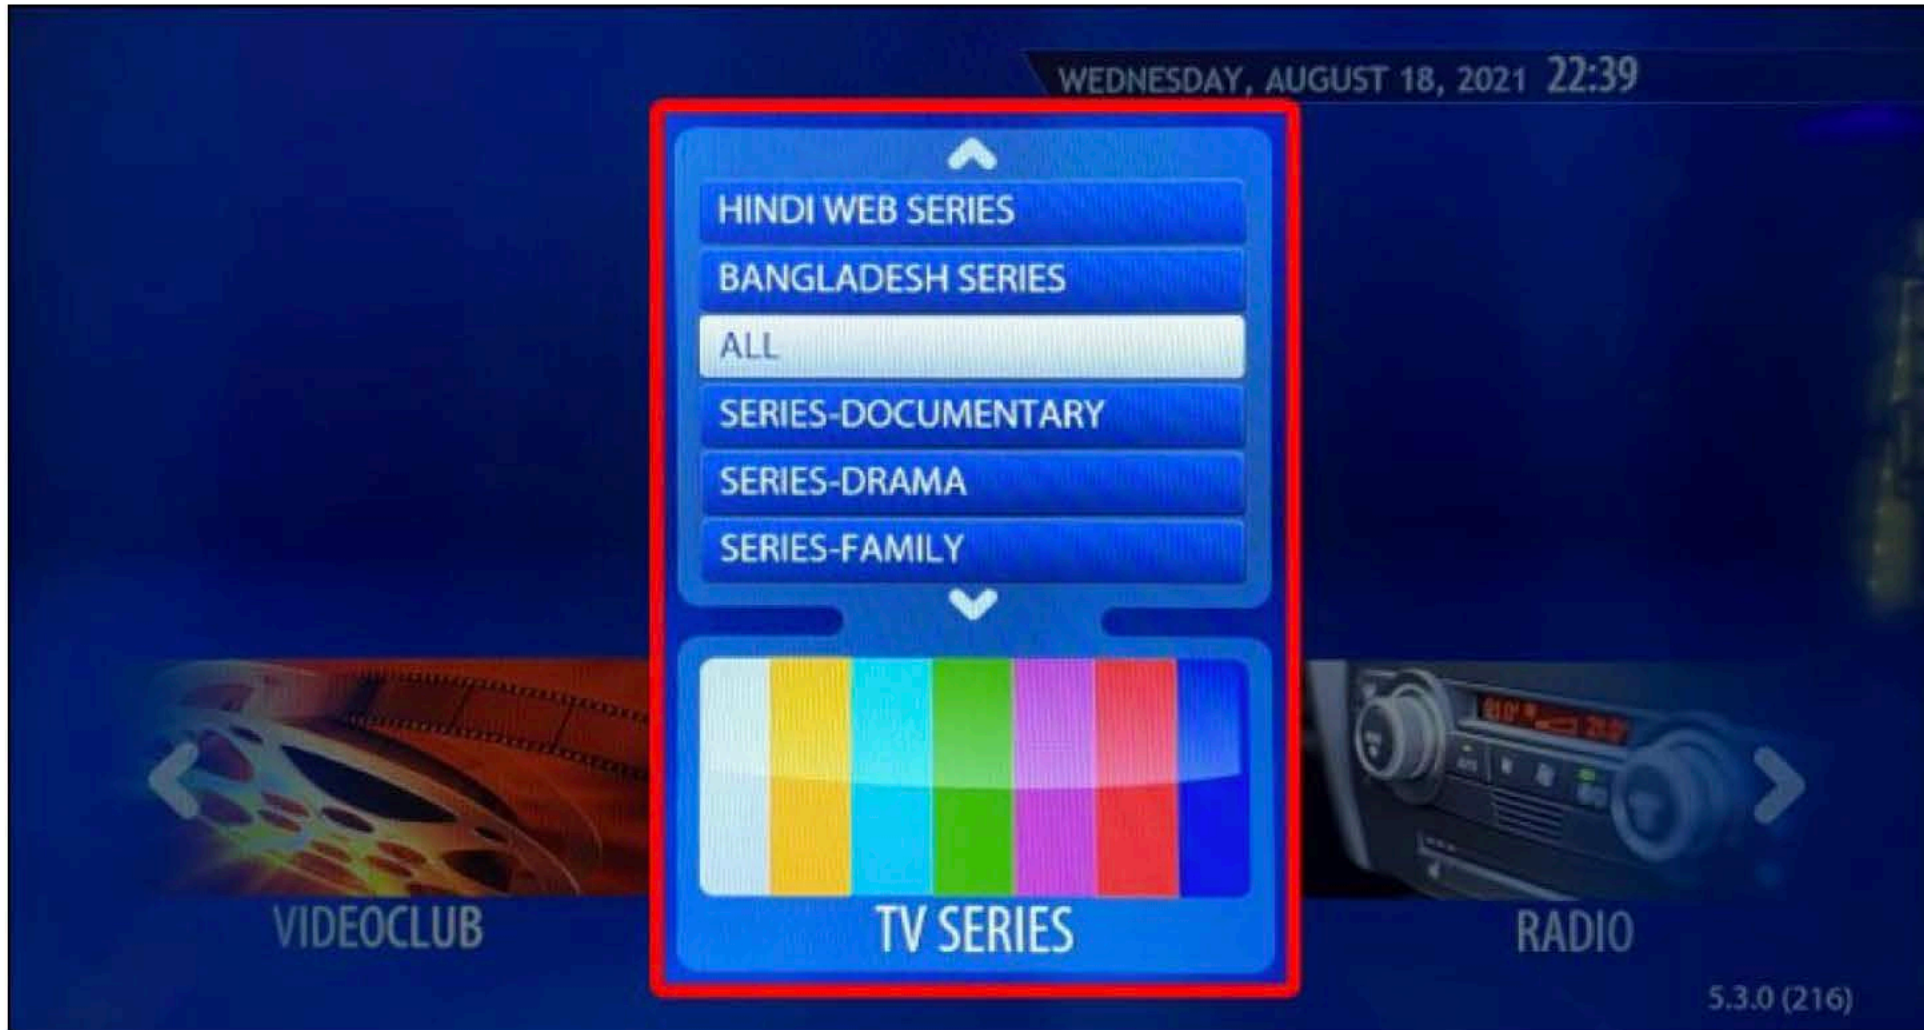 WEDNESDAY, AUGUST 18, 2021 22:39
HINDI WEB SERIES
BANGLADESH SERIES
ALL
SERIES-DOCUMENTARY
SERIES-DRAMA
SERIES-FAMILY
VIDEOCLUB
TV SERIES
RADIO
5.3.0 (216)